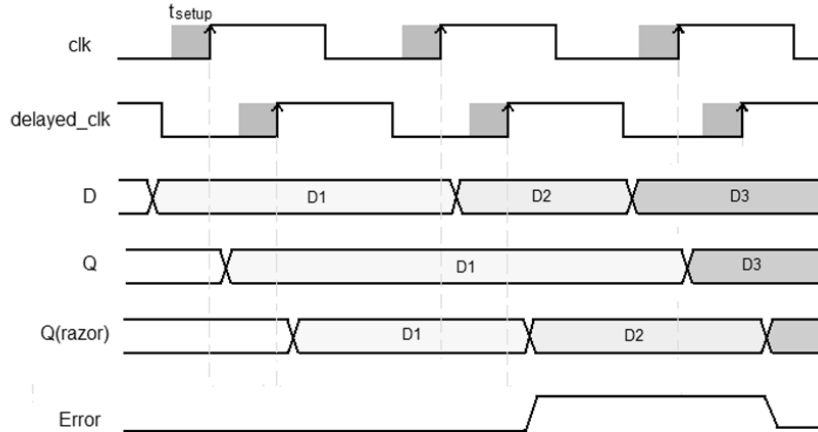 tsetup
clk
delayed_clk
D D1 D2 D3
Q D1 D3
Q(razor) D1 D2
Error